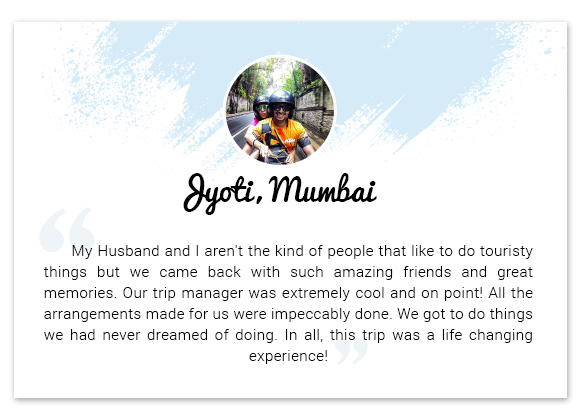 Jyoti, Mumbai
My Husband and I aren't the kind of people that like to do touristy
things but we came back with such amazing friends and great
memories. Our trip manager was extremely cool and on point! All the
arrangements made for us were impeccably done. We got to do things
we had never dreamed of doing. In all, this trip was a life changing
experience!